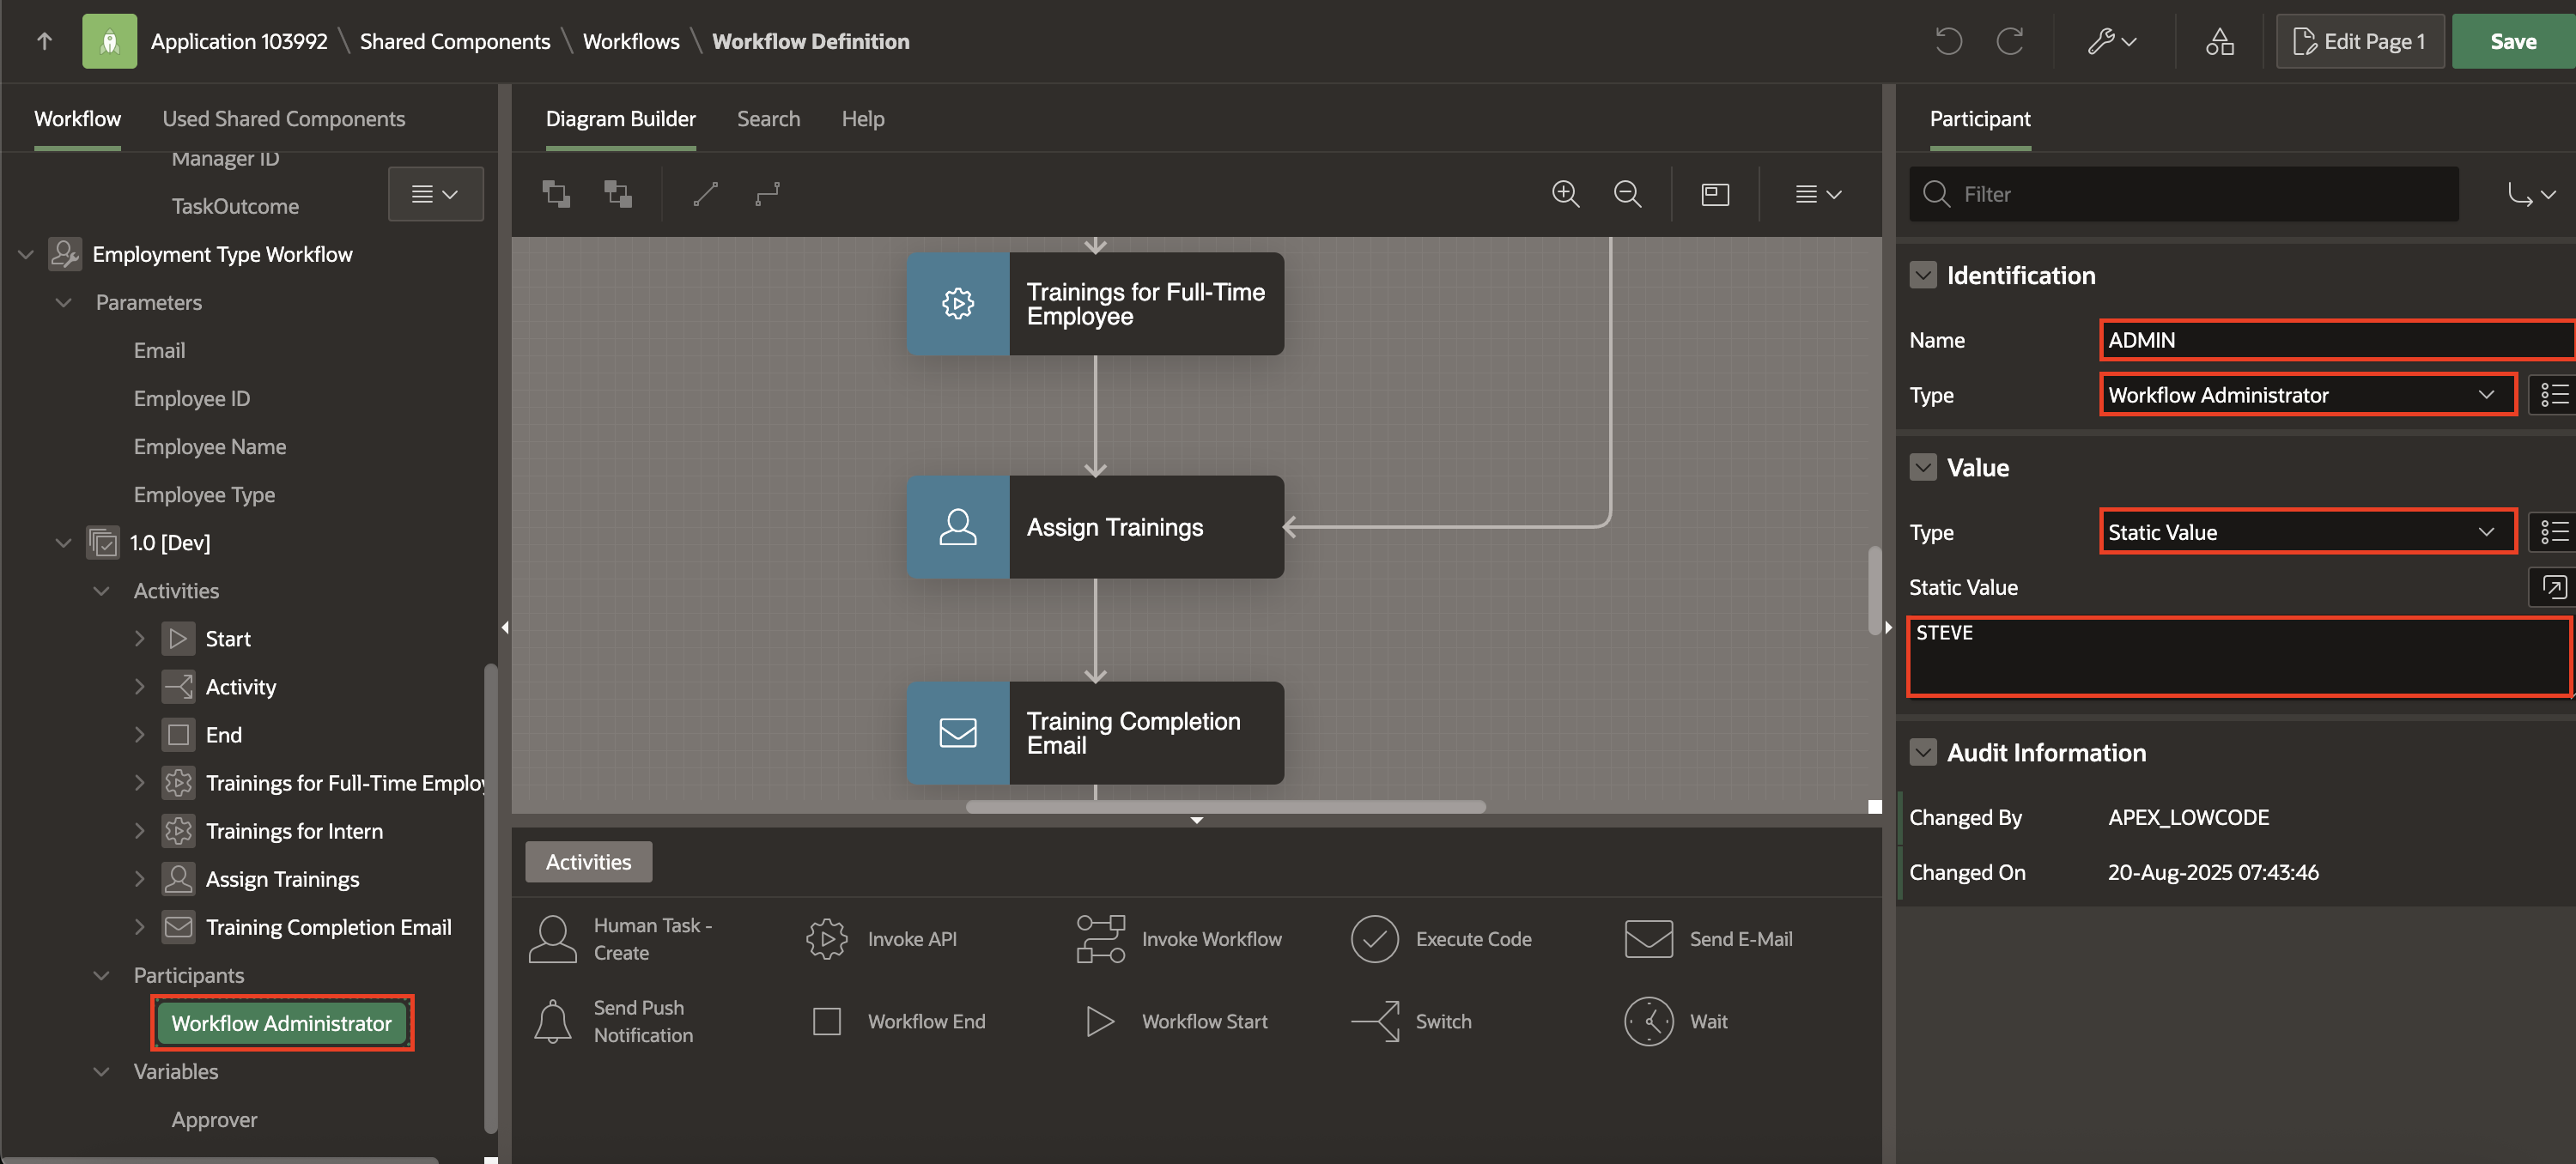 Application 103992 \ Shared Components \ Workflows \ Workflow Definition
Edit Page 1
Save
Workflow
Used Shared Components
Manager ID
TaskOutcome
Employment Type Workflow
Parameters
Email
Employee ID
Employee Name
Employee Type
1.0 [Dev]
Activities
Start
Activity
End
Trainings for Full-Time Employ
Trainings for Intern
Assign Trainings
Training Completion Email
Participants
Workflow Administrator
Variables
Approver
Diagram Builder
Search
Help
Trainings for Full-Time
Employee
Assign Trainings
Training Completion
Email
Activities
Human Task -
Create
Invoke API
Invoke Workflow
Execute Code
Send E-Mail
Send Push
Notification
Workflow End
Workflow Start
Switch
Wait
Participant
Filter
Identification
Name
ADMIN
Type
Workflow Administrator
Value
Type
Static Value
Static Value
STEVE
Audit Information
Changed By
APEX_LOWCODE
Changed On
20-Aug-2025 07:43:46